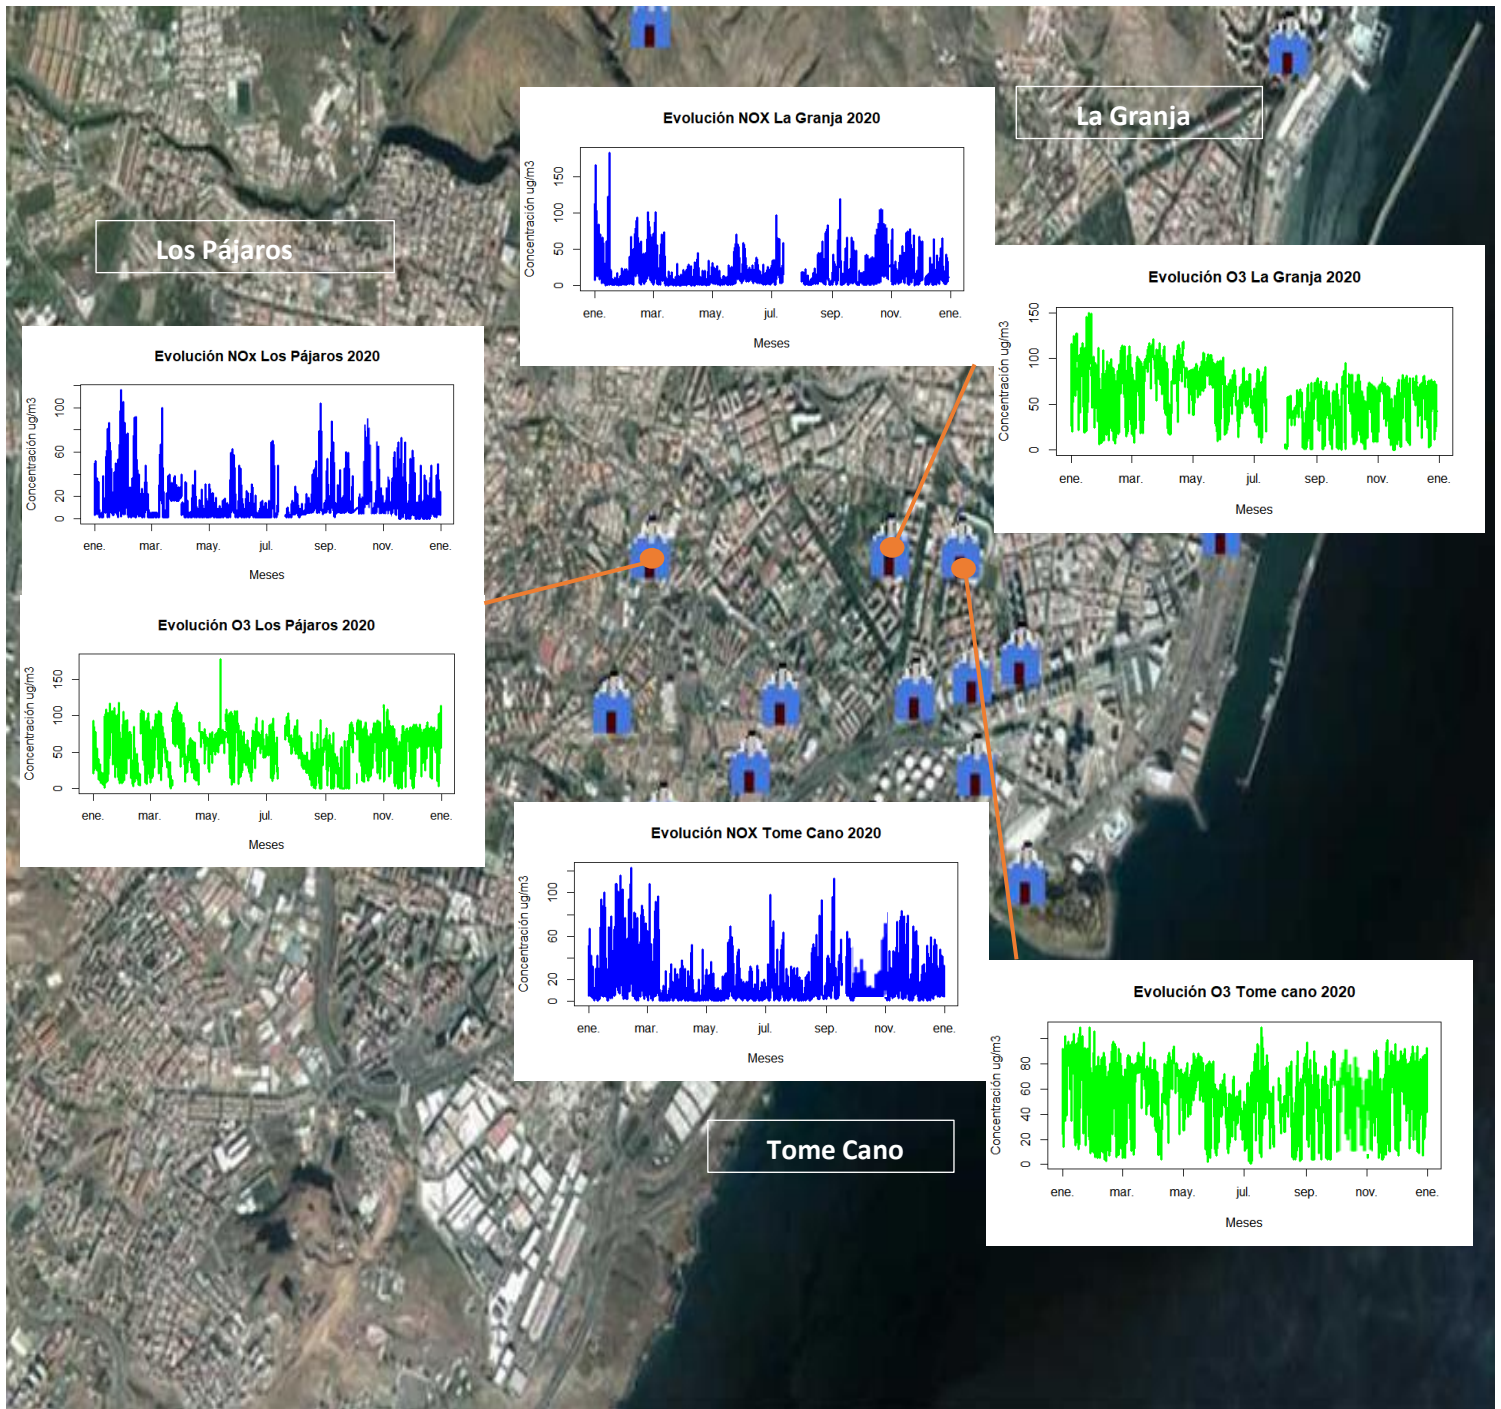 La Granja
Los Pájaros
Evolución NOX La Granja 2020
Concentración ug/m3
0 50 100 150
ene. mar. may. jul. sep. nov. ene.
Meses
Evolución O3 La Granja 2020
Concentración ug/m3
0 50 100 150
ene. mar. may. jul. sep. nov. ene.
Meses
Evolución NOx Los Pájaros 2020
Concentración ug/m3
0 20 60 100
ene. mar. may. jul. sep. nov. ene.
Meses
Evolución O3 Los Pájaros 2020
Concentración ug/m3
0 50 100 150
ene. mar. may. jul. sep. nov. ene.
Meses
Evolución NOX Tome Cano 2020
Concentración ug/m3
0 20 60 100
ene. mar. may. jul. sep. nov. ene.
Meses
Evolución O3 Tome cano 2020
Concentración ug/m3
0 20 40 60 80
ene. mar. may. jul. sep. nov. ene.
Meses
Tome Cano